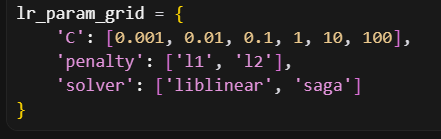 lr_param_grid = {
    'C': [0.001, 0.01, 0.1, 1, 10, 100],
    'penalty': ['l1', 'l2'],
    'solver': ['liblinear', 'saga']
}